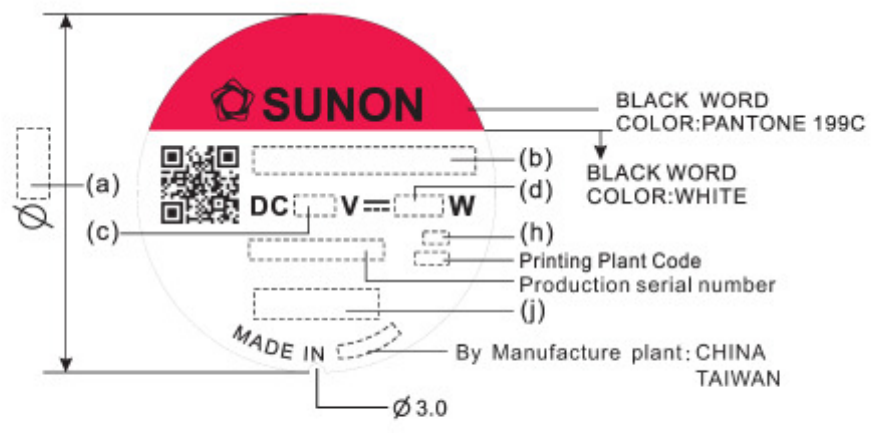 SUNON
BLACK WORD
COLOR:PANTONE 199C
(b)
BLACK WORD
COLOR:WHITE
(a)
Ø
(d)
DC V W
(c)
(h)
Printing Plant Code
Production serial number
(j)
MADE IN
By Manufacture plant: CHINA
TAIWAN
Ø 3.0